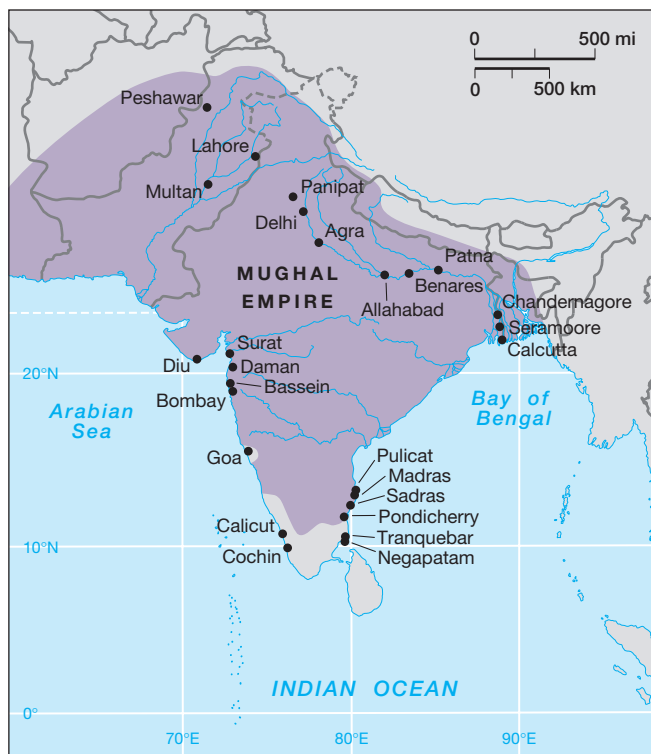 0 500 mi
0 500 km
Peshawar
Lahore
Multan
Panipat
Delhi
Agra
MUGHAL
EMPIRE
Patna
Benares
Allahabad
Chandernagore
Seramoore
Calcutta
Surat
Daman
Diu
Bassein
Bombay
20°N
Arabian
Sea
Bay of
Bengal
Goa
Pulicat
Madras
Sadras
Pondicherry
Calicut
Tranquebar
10°N
Cochin
Negapatam
INDIAN OCEAN
0°
70°E
80°E
90°E